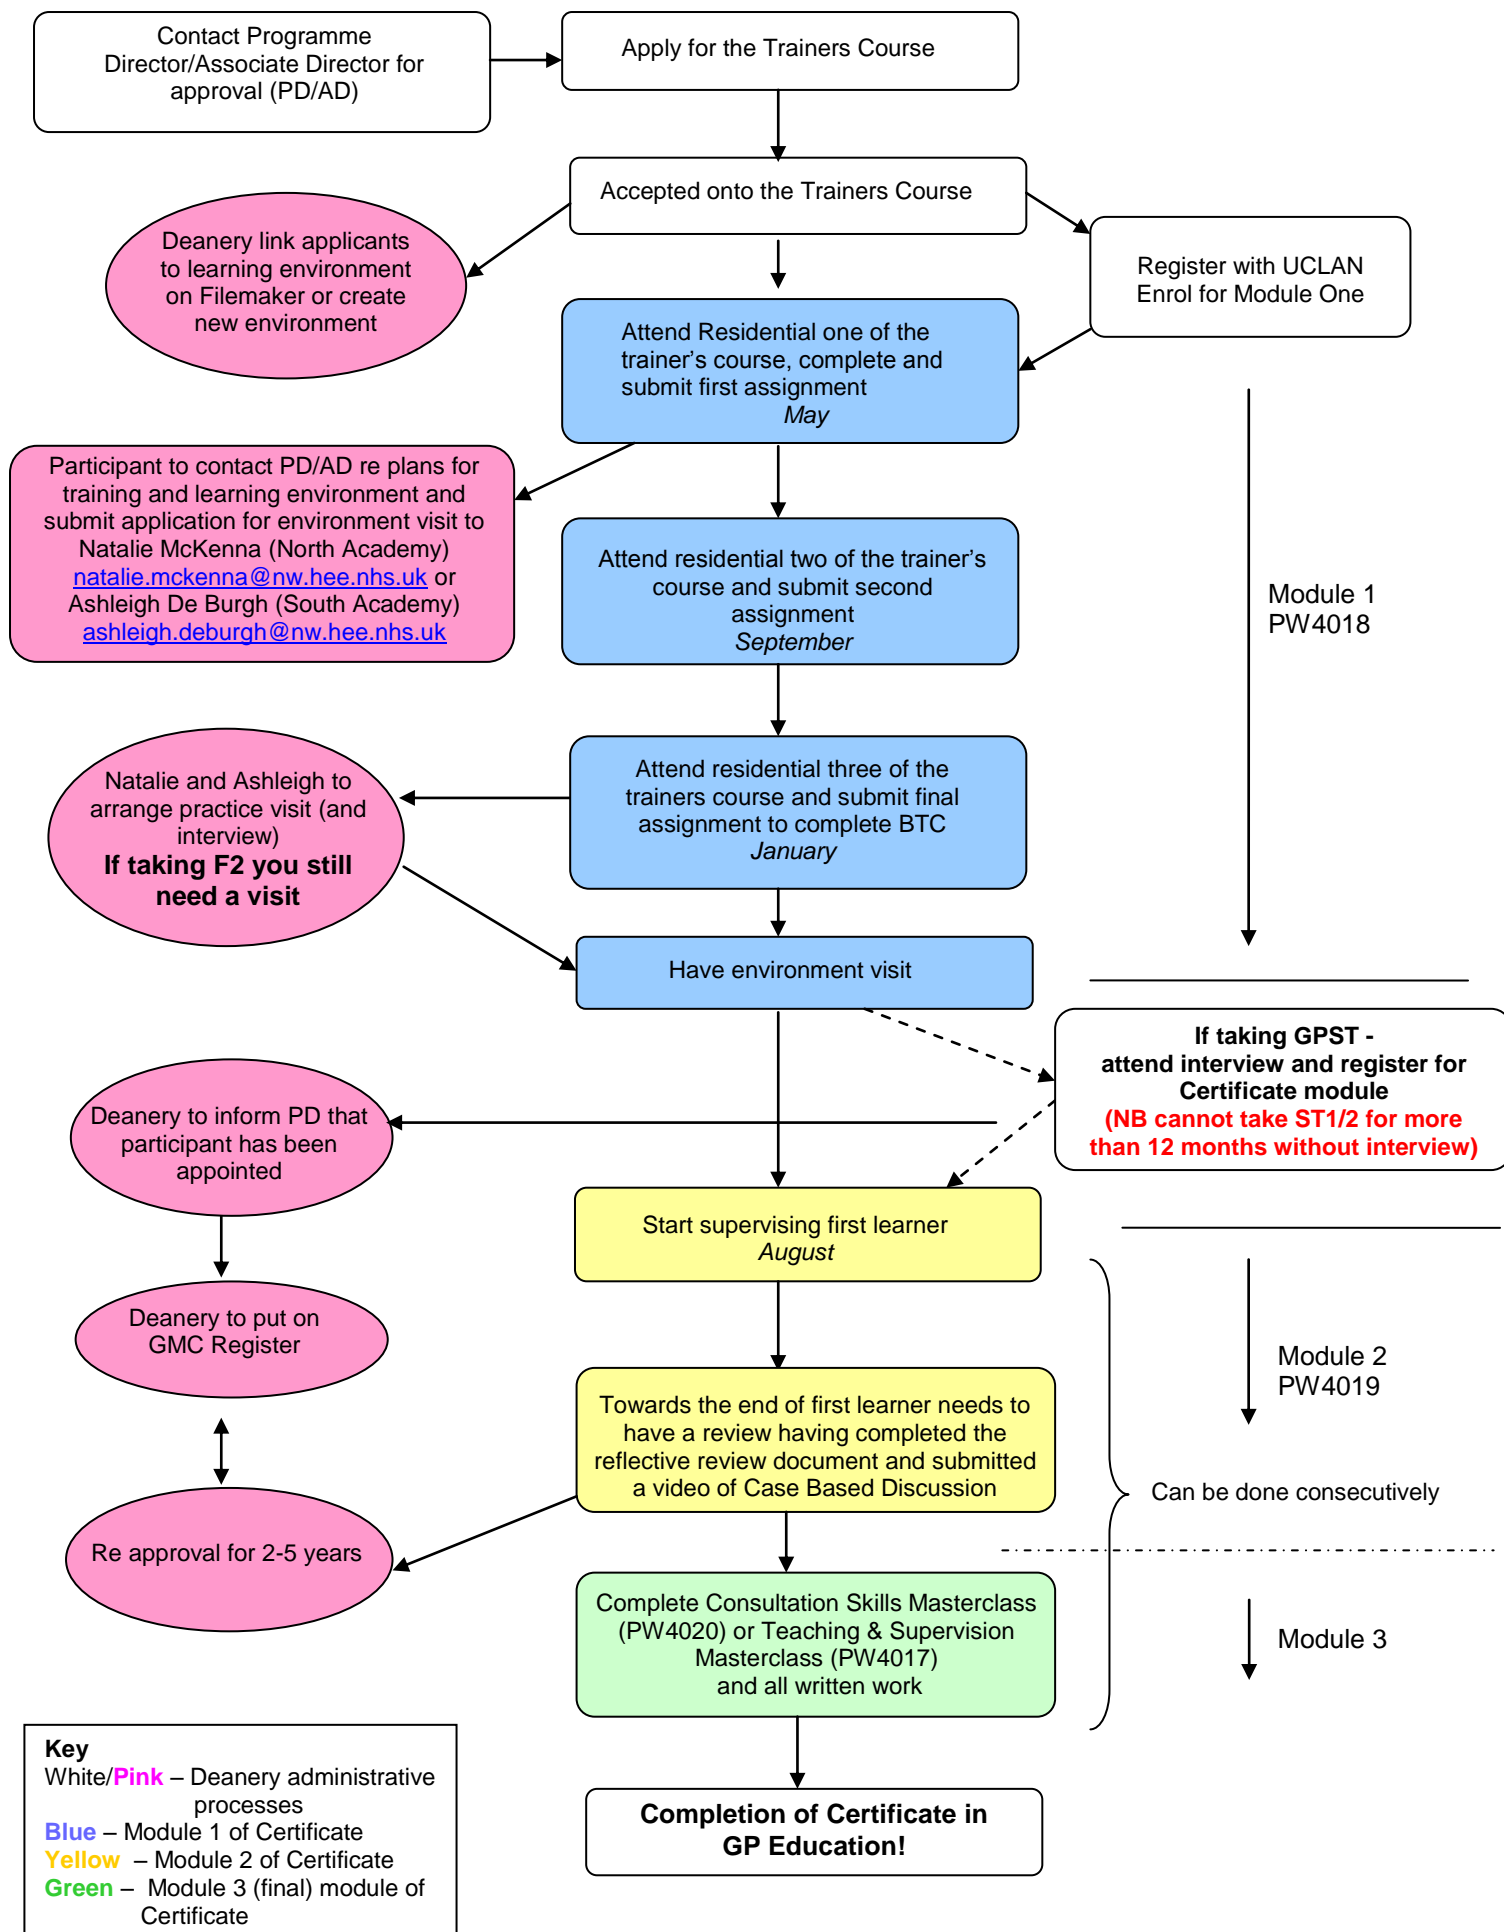 Contact Programme
Director/Associate Director for
approval (PD/AD)
Apply for the Trainers Course
Accepted onto the Trainers Course
Deanery link applicants
to learning environment
on Filemaker or create
new environment
Register with UCLAN
Enrol for Module One
Attend Residential one of the
trainer’s course, complete and
submit first assignment
May
Participant to contact PD/AD re plans for
training and learning environment and
submit application for environment visit to
Natalie McKenna (North Academy)
natalie.mckenna@nw.hee.nhs.uk or
Ashleigh De Burgh (South Academy)
ashleigh.deburgh@nw.hee.nhs.uk
Attend residential two of the trainer’s
course and submit second
assignment
September
Module 1
PW4018
Natalie and Ashleigh to
arrange practice visit (and
interview)
If taking F2 you still
need a visit
Attend residential three of the
trainers course and submit final
assignment to complete BTC
January
Have environment visit
If taking GPST -
attend interview and register for
Certificate module
(NB cannot take ST1/2 for more
than 12 months without interview)
Deanery to inform PD that
participant has been
appointed
Start supervising first learner
August
Deanery to put on
GMC Register
Module 2
PW4019
Towards the end of first learner needs to
have a review having completed the
reflective review document and submitted
a video of Case Based Discussion
Can be done consecutively
Re approval for 2-5 years
Complete Consultation Skills Masterclass
(PW4020) or Teaching & Supervision
Masterclass (PW4017)
and all written work
Module 3
Key
White/Pink – Deanery administrative
processes
Blue – Module 1 of Certificate
Yellow – Module 2 of Certificate
Green – Module 3 (final) module of
Certificate
Completion of Certificate in
GP Education!